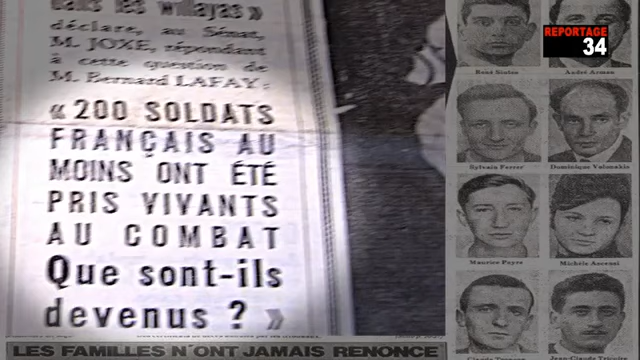 dans les willayas »
déclare, au Sénat,
M. JOXE, répondant
à cette question de
M. Bernard LAFAY :
« 200 SOLDATS
FRANÇAIS AU
MOINS ONT ÉTÉ
PRIS VIVANTS
AU COMBAT
Que sont-ils
devenus ? »
LES FAMILLES N'ONT JAMAIS RENONCE
REPORTAGE
34
René Sintes
André Armen
Sylvain Ferrer
Dominique Valonakis
Maurice Peyre
Michèle Ascensi